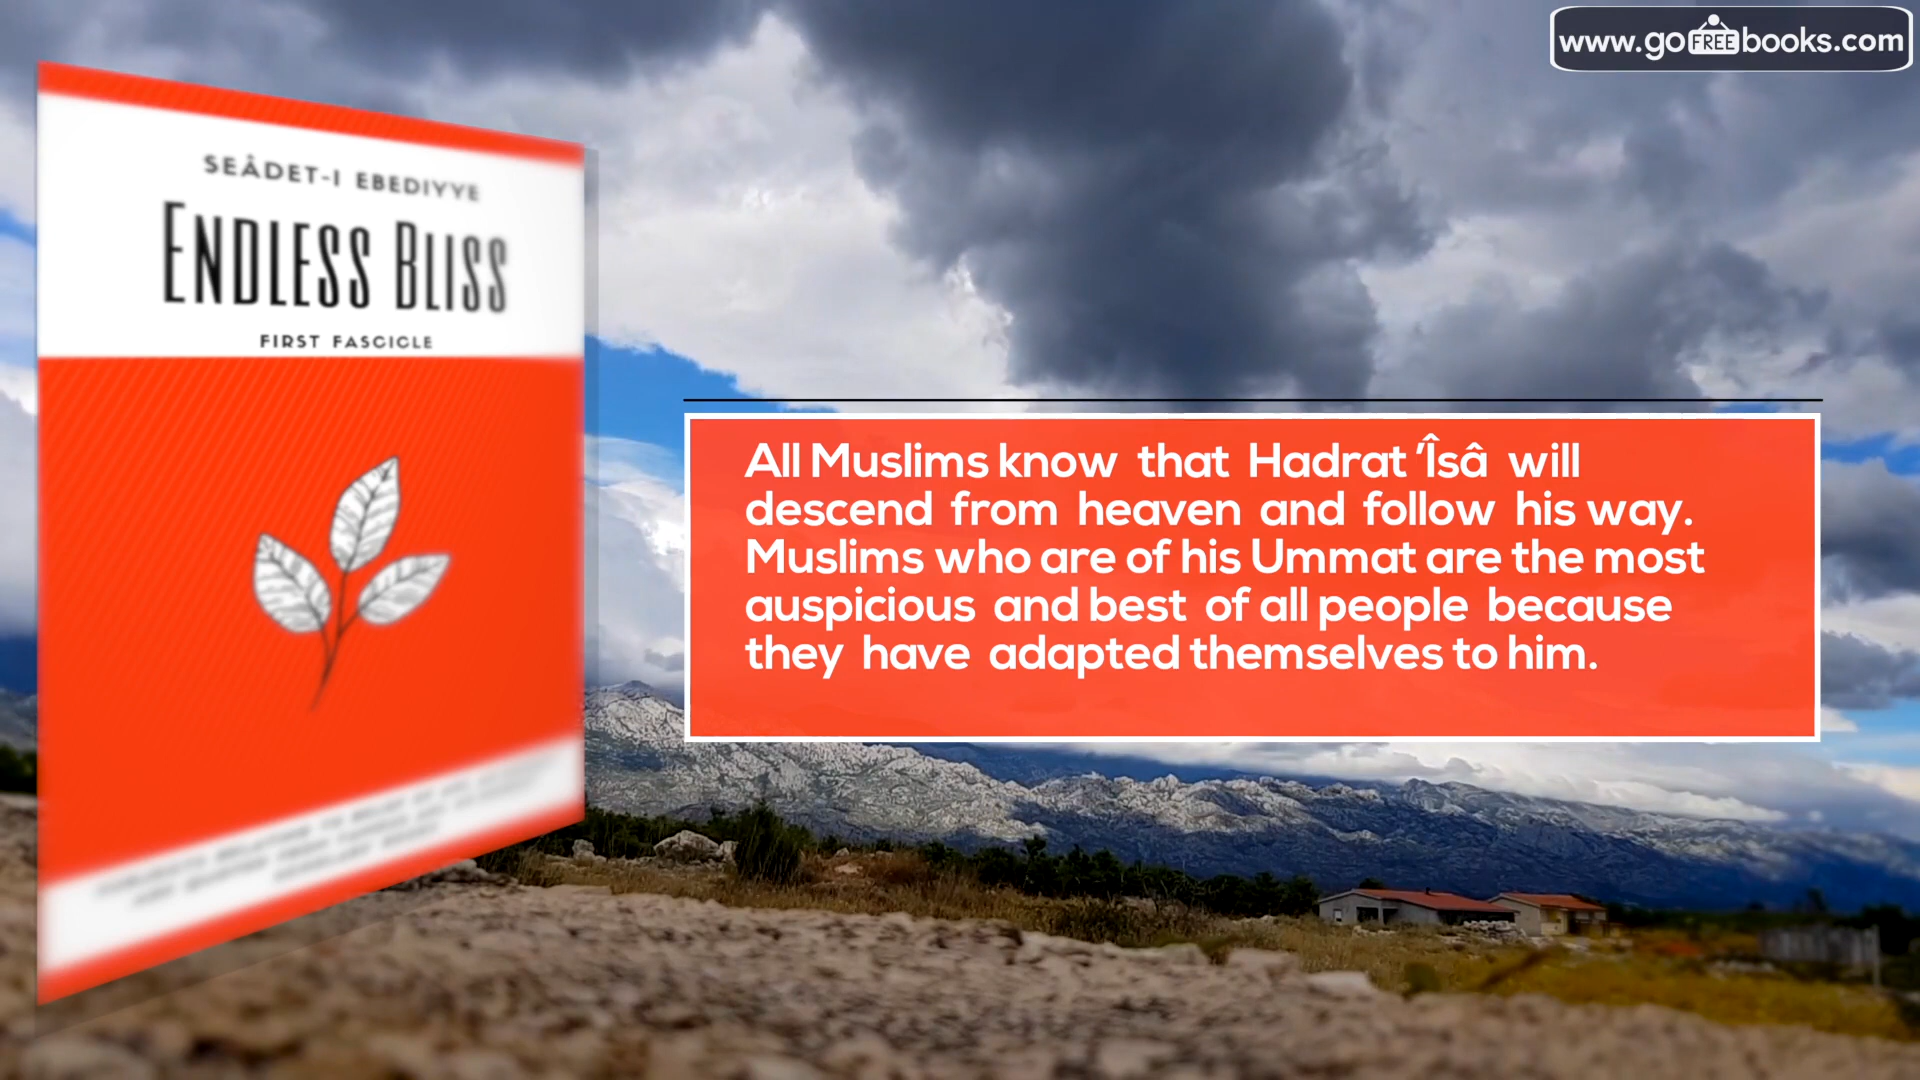 www.goFREEbooks.com
SEÂDET-I EBEDIYYE
ENDLESS BLISS
FIRST FASCICLE
All Muslims know that Hadrat ’Îsâ will
descend from heaven and follow his way.
Muslims who are of his Ummat are the most
auspicious and best of all people because
they have adapted themselves to him.